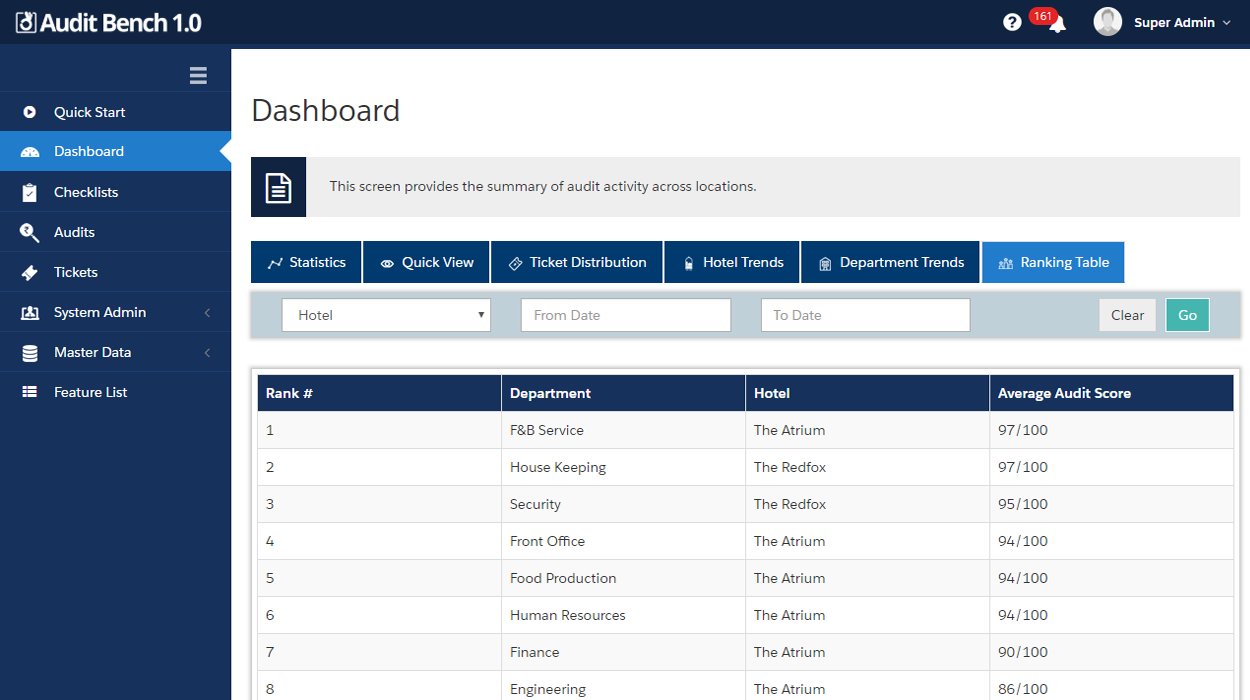 Audit Bench 1.0
? 161 Super Admin
Quick Start
Dashboard
Checklists
Audits
Tickets
System Admin
Master Data
Feature List
Dashboard
This screen provides the summary of audit activity across locations.
Statistics Quick View Ticket Distribution Hotel Trends Department Trends Ranking Table
Hotel From Date To Date Clear Go
Rank # Department Hotel Average Audit Score
1 F&B Service The Atrium 97/100
2 House Keeping The Redfox 97/100
3 Security The Redfox 95/100
4 Front Office The Atrium 94/100
5 Food Production The Atrium 94/100
6 Human Resources The Atrium 94/100
7 Finance The Atrium 90/100
8 Engineering The Atrium 86/100